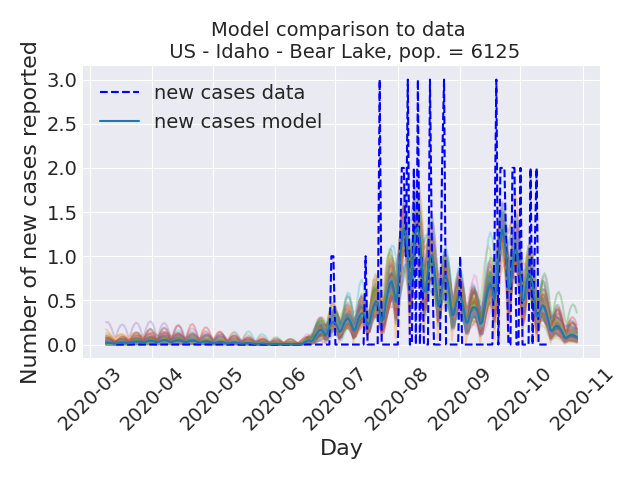 Model comparison to data
US - Idaho - Bear Lake, pop. = 6125
Number of new cases reported
3.0
2.5
2.0
1.5
1.0
0.5
0.0
new cases data
new cases model
2020-03
2020-04
2020-05
2020-06
2020-07
2020-08
2020-09
2020-10
2020-11
Day